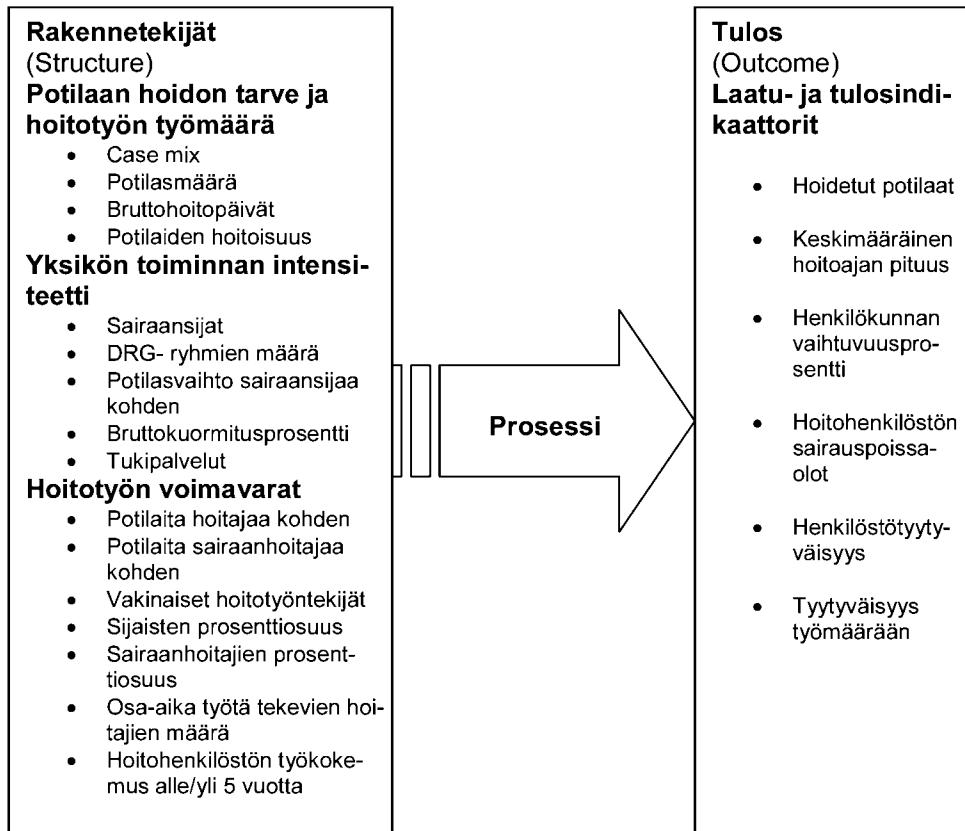 Rakennetekijät
(Structure)
Potilaan hoidon tarve ja
hoitotyön työmäärä
• Case mix
• Potilasmäärä
• Bruttohoitopäivät
• Potilaiden hoitoisuus
Yksikön toiminnan intensi-
teetti
• Sairaansijat
• DRG- ryhmien määrä
• Potilasvaihto sairaansijaa
kohden
• Bruttokuormitusprosentti
• Tukipalvelut
Hoitotyön voimavarat
• Potilaita hoitajaa kohden
• Potilaita sairaanhoitajaa
kohden
• Vakinaiset hoitotyöntekijät
• Sijaisten prosenttiosuus
• Sairaanhoitajien prosent-
tiosuus
• Osa-aika työtä tekevien hoi-
tajien määrä
• Hoitohenkilöstön työkoke-
mus alle/yli 5 vuotta
Prosessi
Tulos
(Outcome)
Laatu- ja tulosindi-
kaattorit
• Hoidetut potilaat
• Keskimääräinen
hoitoajan pituus
• Henkilökunnan
vaihtuvuuspro-
sentti
• Hoitohenkilöstön
sairauspoissa-
olot
• Henkilöstötyyty-
väisyys
• Tyytyväisyys
työmäärään